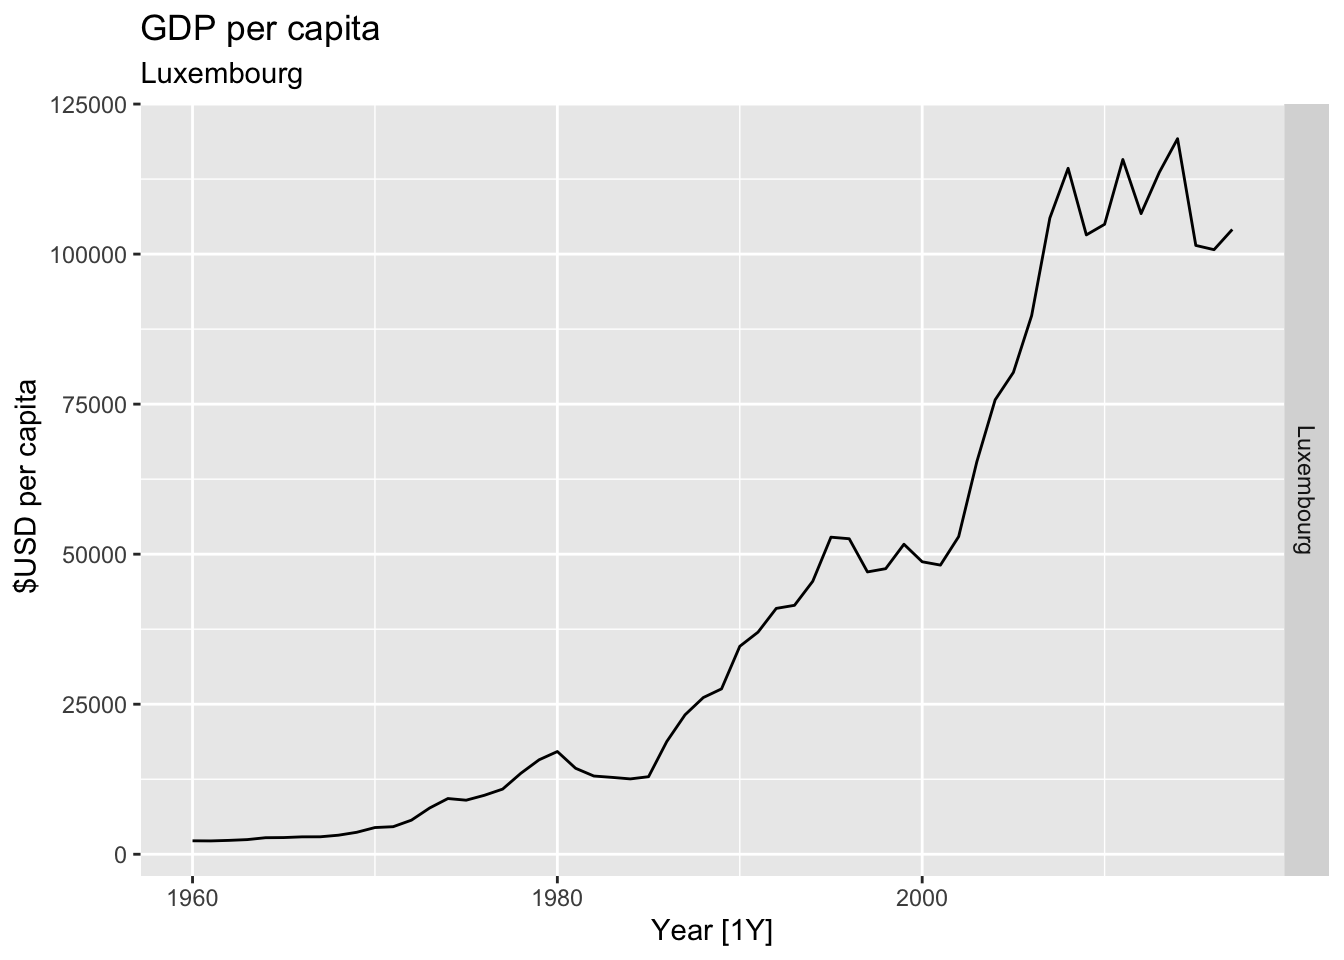 GDP per capita
Luxembourg
125000
100000
75000
50000
25000
0
$USD per capita
Luxembourg
1960
1980
2000
Year [1Y]